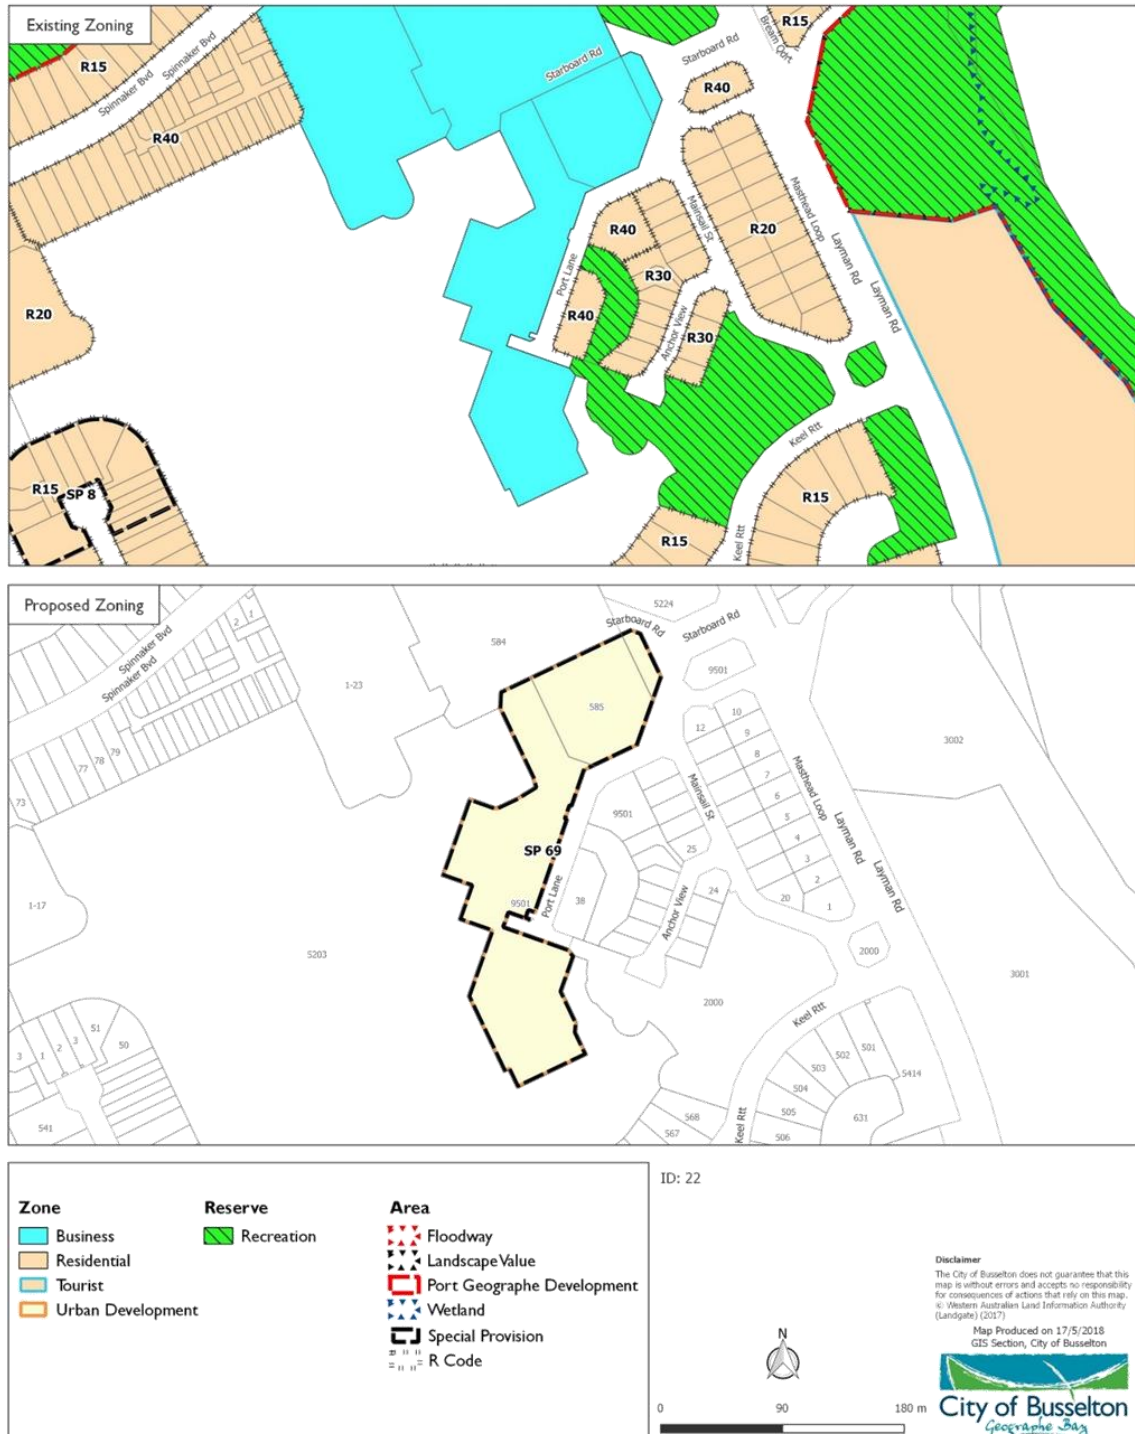 Existing Zoning
R15
Spinnaker Bvd
Spinnaker Bvd
R40
R20
R15
SP 8
Starboard Rd
Starboard Rd
Bream Qdrt
R15
R40
Mainsail St
R20
Masthead Loop
Layman Rd
Layman Rd
R40
R30
Port Lane
R40
Anchor View
R30
Keel Rtt
R15
R15
Keel Rtt
Proposed Zoning
Spinnaker Bvd
Spinnaker Bvd
2
1
77
78
79
73
1-23
1-17
584
5224
Starboard Rd
Starboard Rd
9501
585
12
10
9
8
7
6
5
4
3
2
1
20
Mainsail St
Masthead Loop
Layman Rd
Layman Rd
3002
9501
25
SP 69
9501
Port Lane
38
Anchor View
24
2000
5203
2000
3001
Keel Rtt
501
502
503
504
505
506
5414
631
568
567
Keel Rtt
51
50
3
1
2
3
541
Zone
Business
Residential
Tourist
Urban Development
Reserve
Recreation
Area
Floodway
Landscape Value
Port Geographe Development
Wetland
Special Provision
R Code
ID: 22
N
0 90 180 m
Disclaimer
The City of Busselton does not guarantee that this
map is without errors and accepts no responsibility
for consequences of actions that rely on this map.
© Western Australian Land Information Authority
(Landgate) (2017)
Map Produced on 17/5/2018
GIS Section, City of Busselton
City of Busselton
Geographe Bay